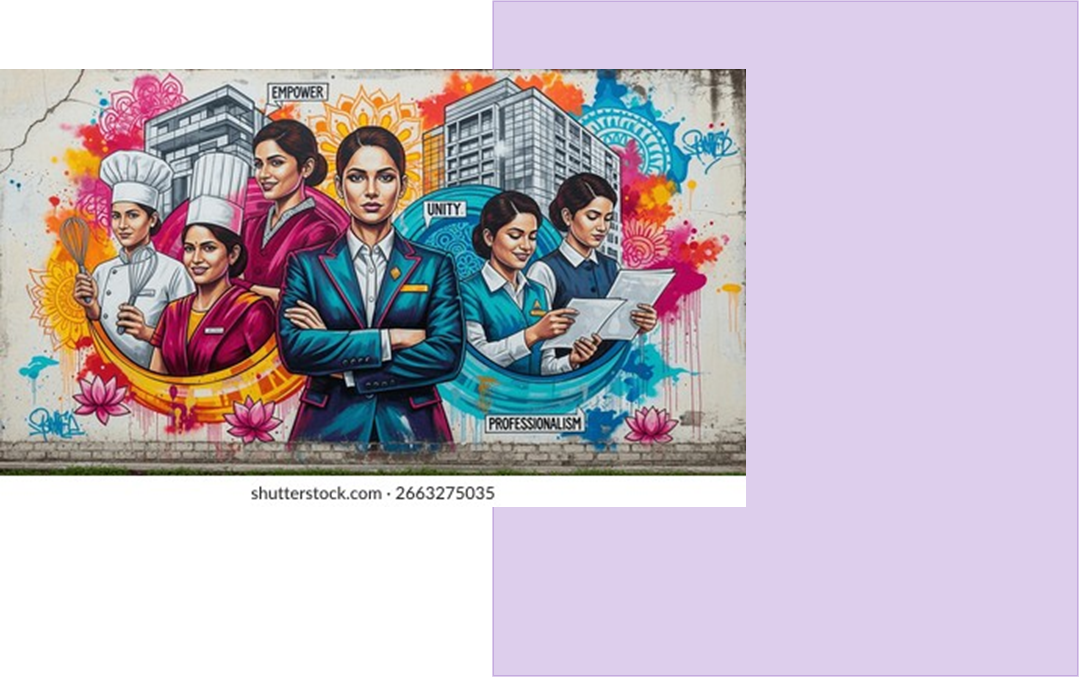 EMPOWER
UNITY
PROFESSIONALISM
shutterstock.com · 2663275035